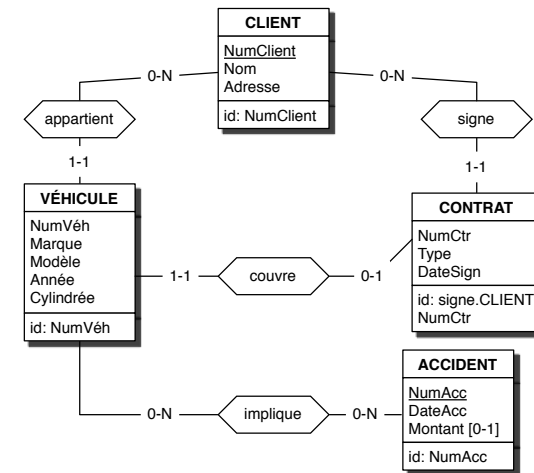 CLIENT
NumClient
Nom
Adresse
id: NumClient
0-N
0-N
appartient
signe
1-1
1-1
VÉHICULE
NumVéh
Marque
Modèle
Année
Cylindrée
id: NumVéh
1-1
couvre
0-1
CONTRAT
NumCtr
Type
DateSign
id: signe.CLIENT
NumCtr
0-N
implique
0-N
ACCIDENT
NumAcc
DateAcc
Montant [0-1]
id: NumAcc